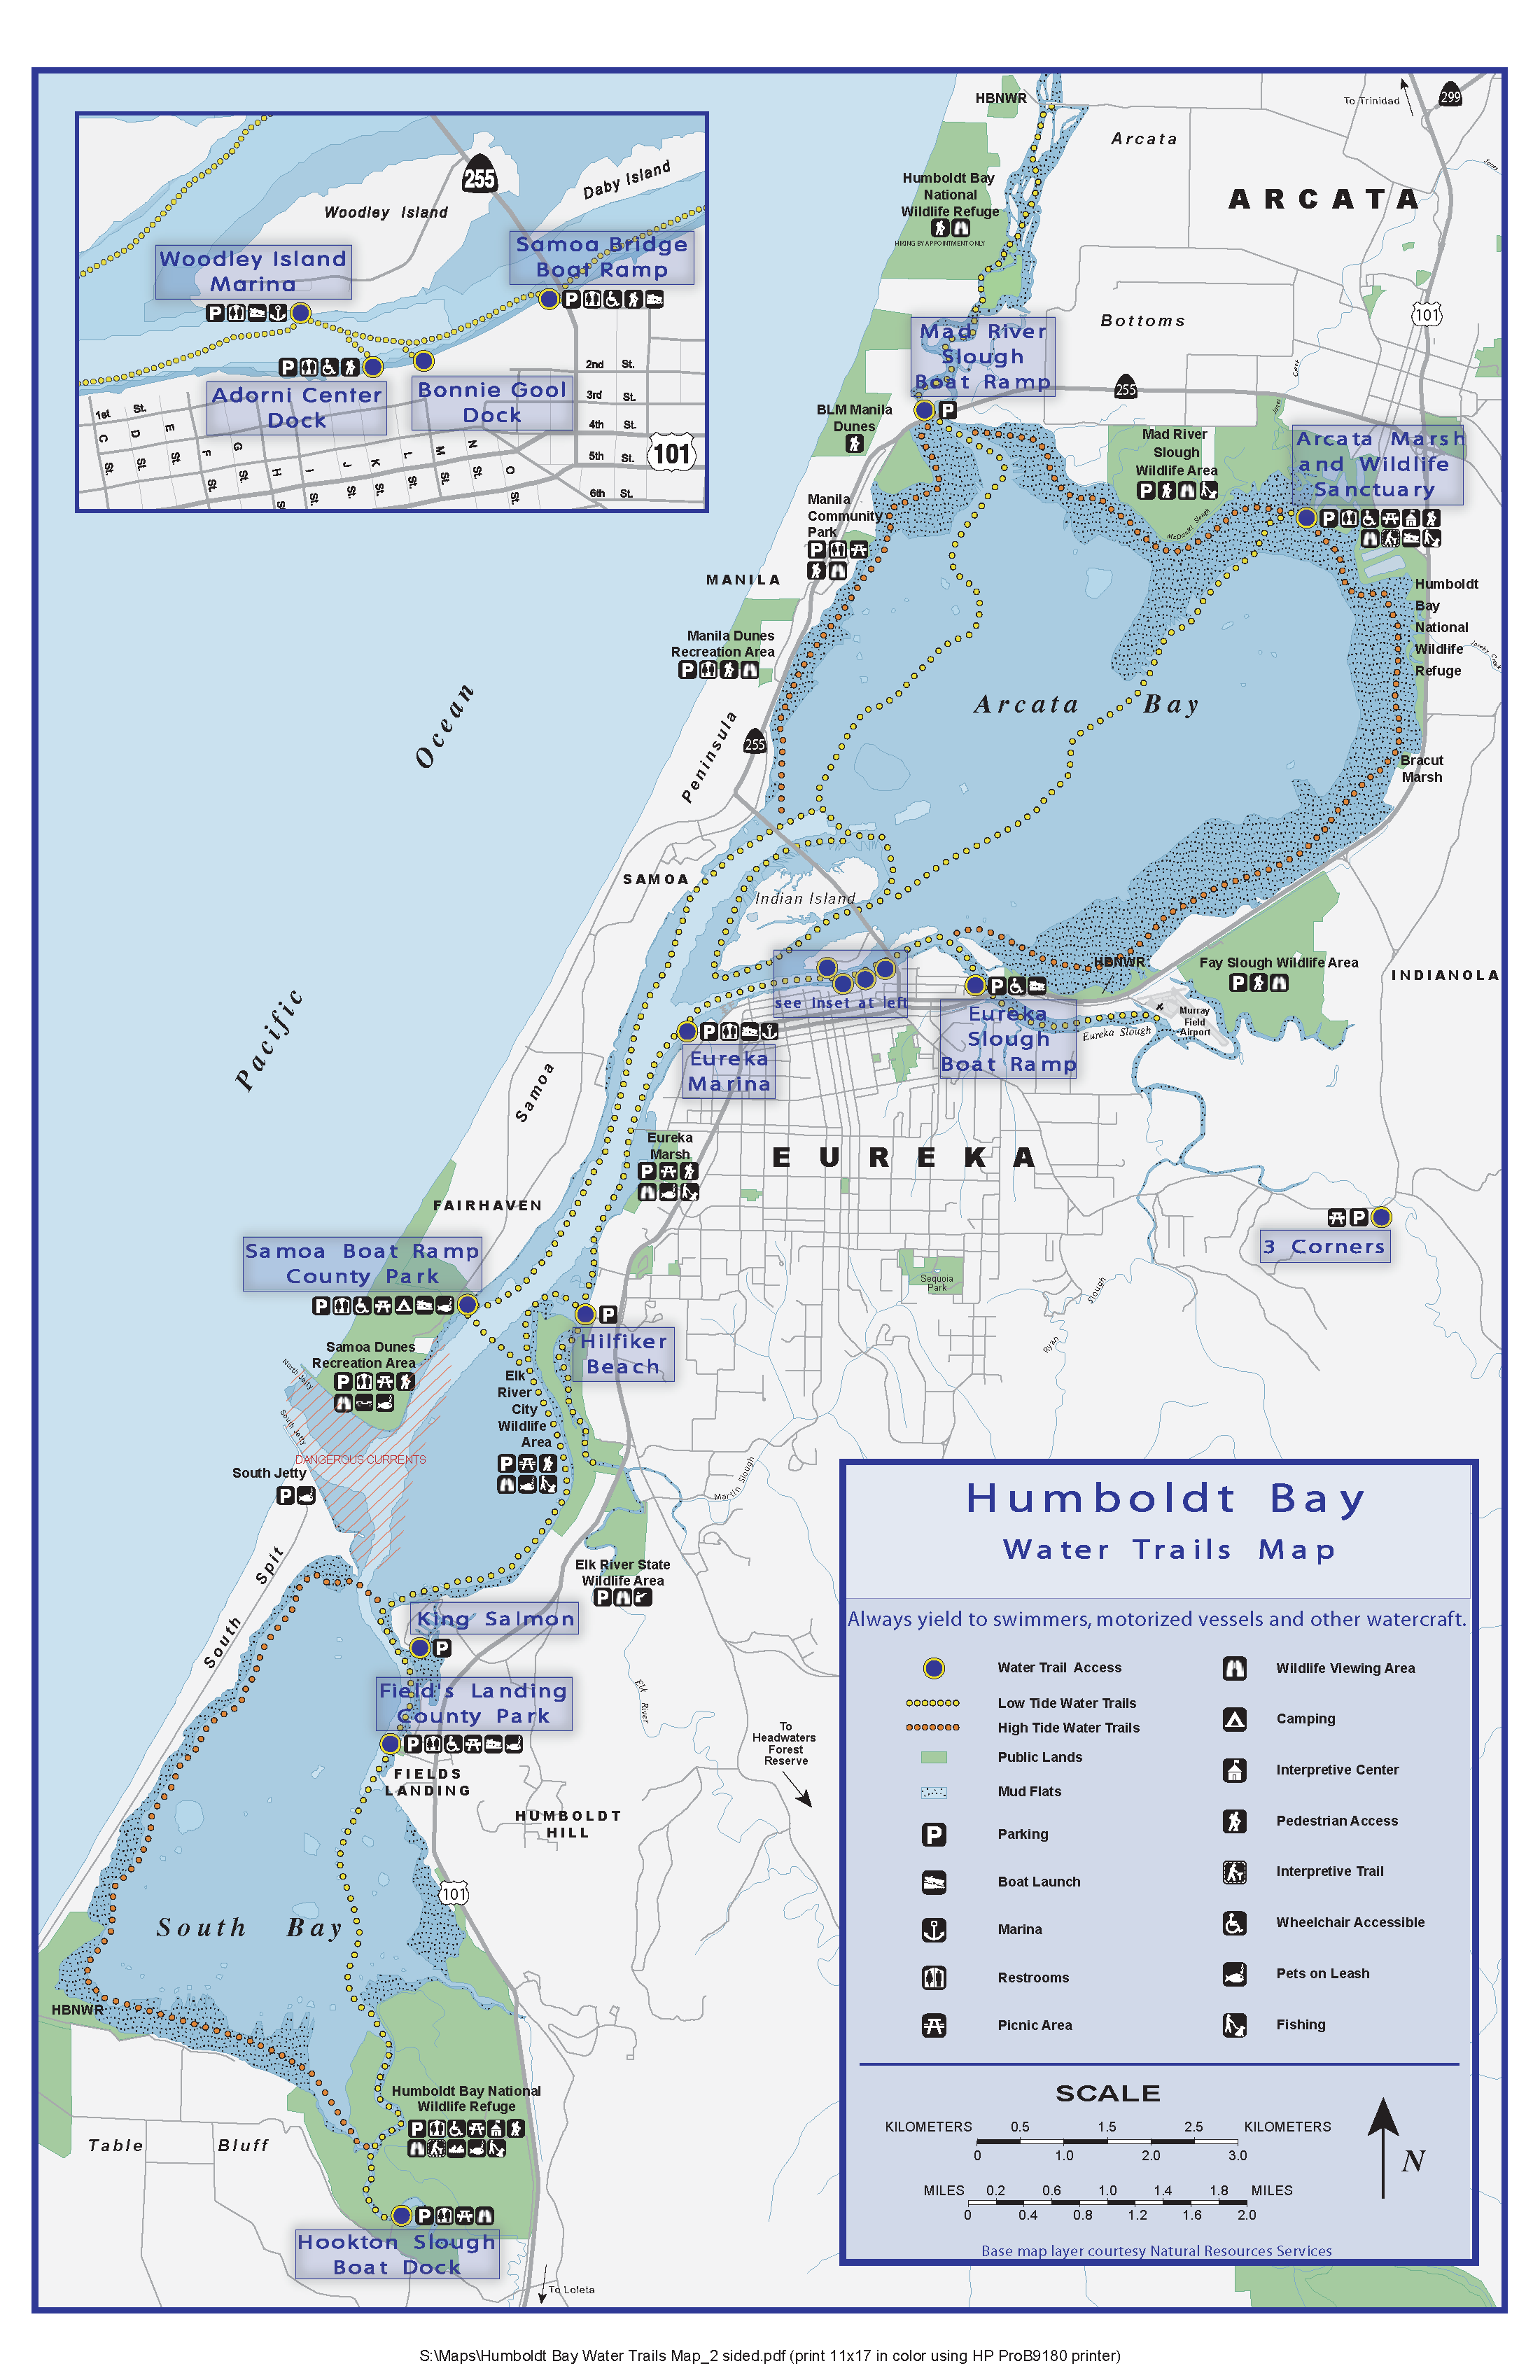 HBNWR
To Trinidad
299
Arcata
ARCATA
Humboldt Bay
National
Wildlife Refuge
HIKING BY APPOINTMENT ONLY
255
Woodley Island
Daby Island
Woodley Island
Marina
Samoa Bridge
Boat Ramp
Adorni Center
Dock
Bonnie Gool
Dock
2nd St.
3rd St.
4th St.
5th St.
6th St.
1st St.
C St.
D St.
E St.
F St.
G St.
H St.
I St.
J St.
K St.
L St.
M St.
N St.
O St.
101
Bottoms
101
Mad River
Slough
Boat Ramp
255
BLM Manila
Dunes
Mad River
Slough
Wildlife Area
McDaniel Slough
Arcata Marsh
and Wildlife
Sanctuary
Manila
Community
Park
MANILA
Humboldt
Bay
National
Wildlife
Refuge
Jacoby Creek
Manila Dunes
Recreation Area
Arcata Bay
Peninsula
255
Bracut
Marsh
Ocean
SAMOA
Indian Island
HBNWR
Fay Slough Wildlife Area
INDIANOLA
see Inset at left
Eureka
Slough
Boat Ramp
Eureka Slough
Murray
Field
Airport
Pacific
Eureka
Marina
Samoa
Eureka
Marsh
EUREKA
FAIRHAVEN
3 Corners
Samoa Boat Ramp
County Park
Sequoia
Park
Slough
Ryan
Hilfiker
Beach
Samoa Dunes
Recreation Area
North Jetty
South Jetty
Elk
River
City
Wildlife
Area
DANGEROUS CURRENTS
South Jetty
Martin Slough
South Spit
Elk River State
Wildlife Area
King Salmon
Elk River
Field's Landing
County Park
FIELDS
LANDING
To
Headwaters
Forest
Reserve
HUMBOLDT
HILL
101
South Bay
HBNWR
Humboldt Bay National
Wildlife Refuge
Table Bluff
Hookton Slough
Boat Dock
To Loleta
Humboldt Bay
Water Trails Map
Always yield to swimmers, motorized vessels and other watercraft.
Water Trail Access
Low Tide Water Trails
High Tide Water Trails
Public Lands
Mud Flats
P Parking
Boat Launch
Marina
Restrooms
Picnic Area
Wildlife Viewing Area
Camping
Interpretive Center
Pedestrian Access
Interpretive Trail
Wheelchair Accessible
Pets on Leash
Fishing
SCALE
KILOMETERS 0.5 1.5 2.5 KILOMETERS
0 1.0 2.0 3.0
MILES 0.2 0.6 1.0 1.4 1.8 MILES
0 0.4 0.8 1.2 1.6 2.0
N
Base map layer courtesy Natural Resources Services
S:\Maps\Humboldt Bay Water Trails Map_2 sided.pdf (print 11x17 in color using HP ProB9180 printer)